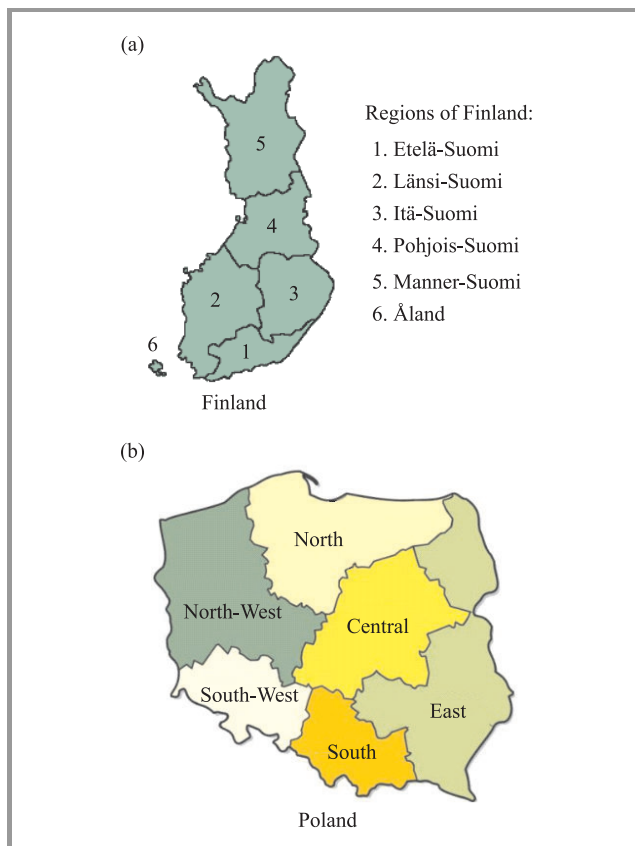 (a)
5
4
2
3
6
1
Finland
Regions of Finland:
1. Etelä-Suomi
2. Länsi-Suomi
3. Itä-Suomi
4. Pohjois-Suomi
5. Manner-Suomi
6. Åland
(b)
North
North-West
Central
South-West
East
South
Poland